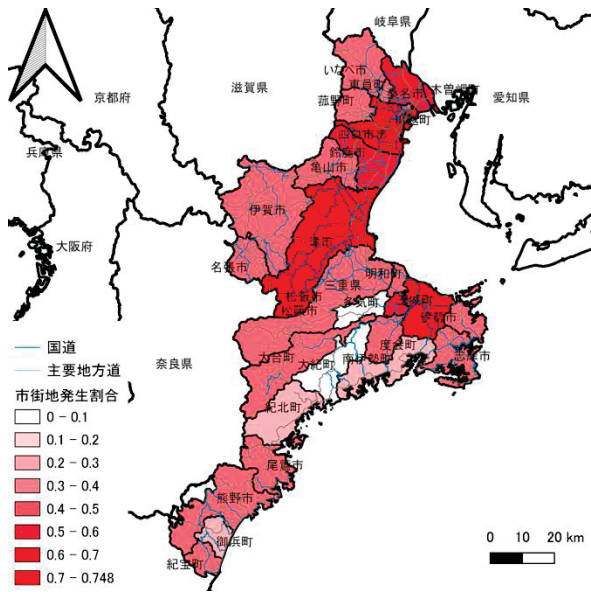 岐阜県
滋賀県
京都府
愛知県
兵庫県
大阪府
奈良県
いなべ市
東員町
木曽岬町
桑名市
菰野町
四日市市
鈴鹿市
亀山市
伊賀市
津市
名張市
三重県
明和町
松阪市
松阪市
多気町
伊勢市
度会町
大台町
大紀町
南伊勢町
志摩市
紀北町
尾鷲市
熊野市
御浜町
紀宝町
国道
主要地方道
市街地発生割合
0 - 0.1
0.1 - 0.2
0.2 - 0.3
0.3 - 0.4
0.4 - 0.5
0.5 - 0.6
0.6 - 0.7
0.7 - 0.748
0 10 20 km